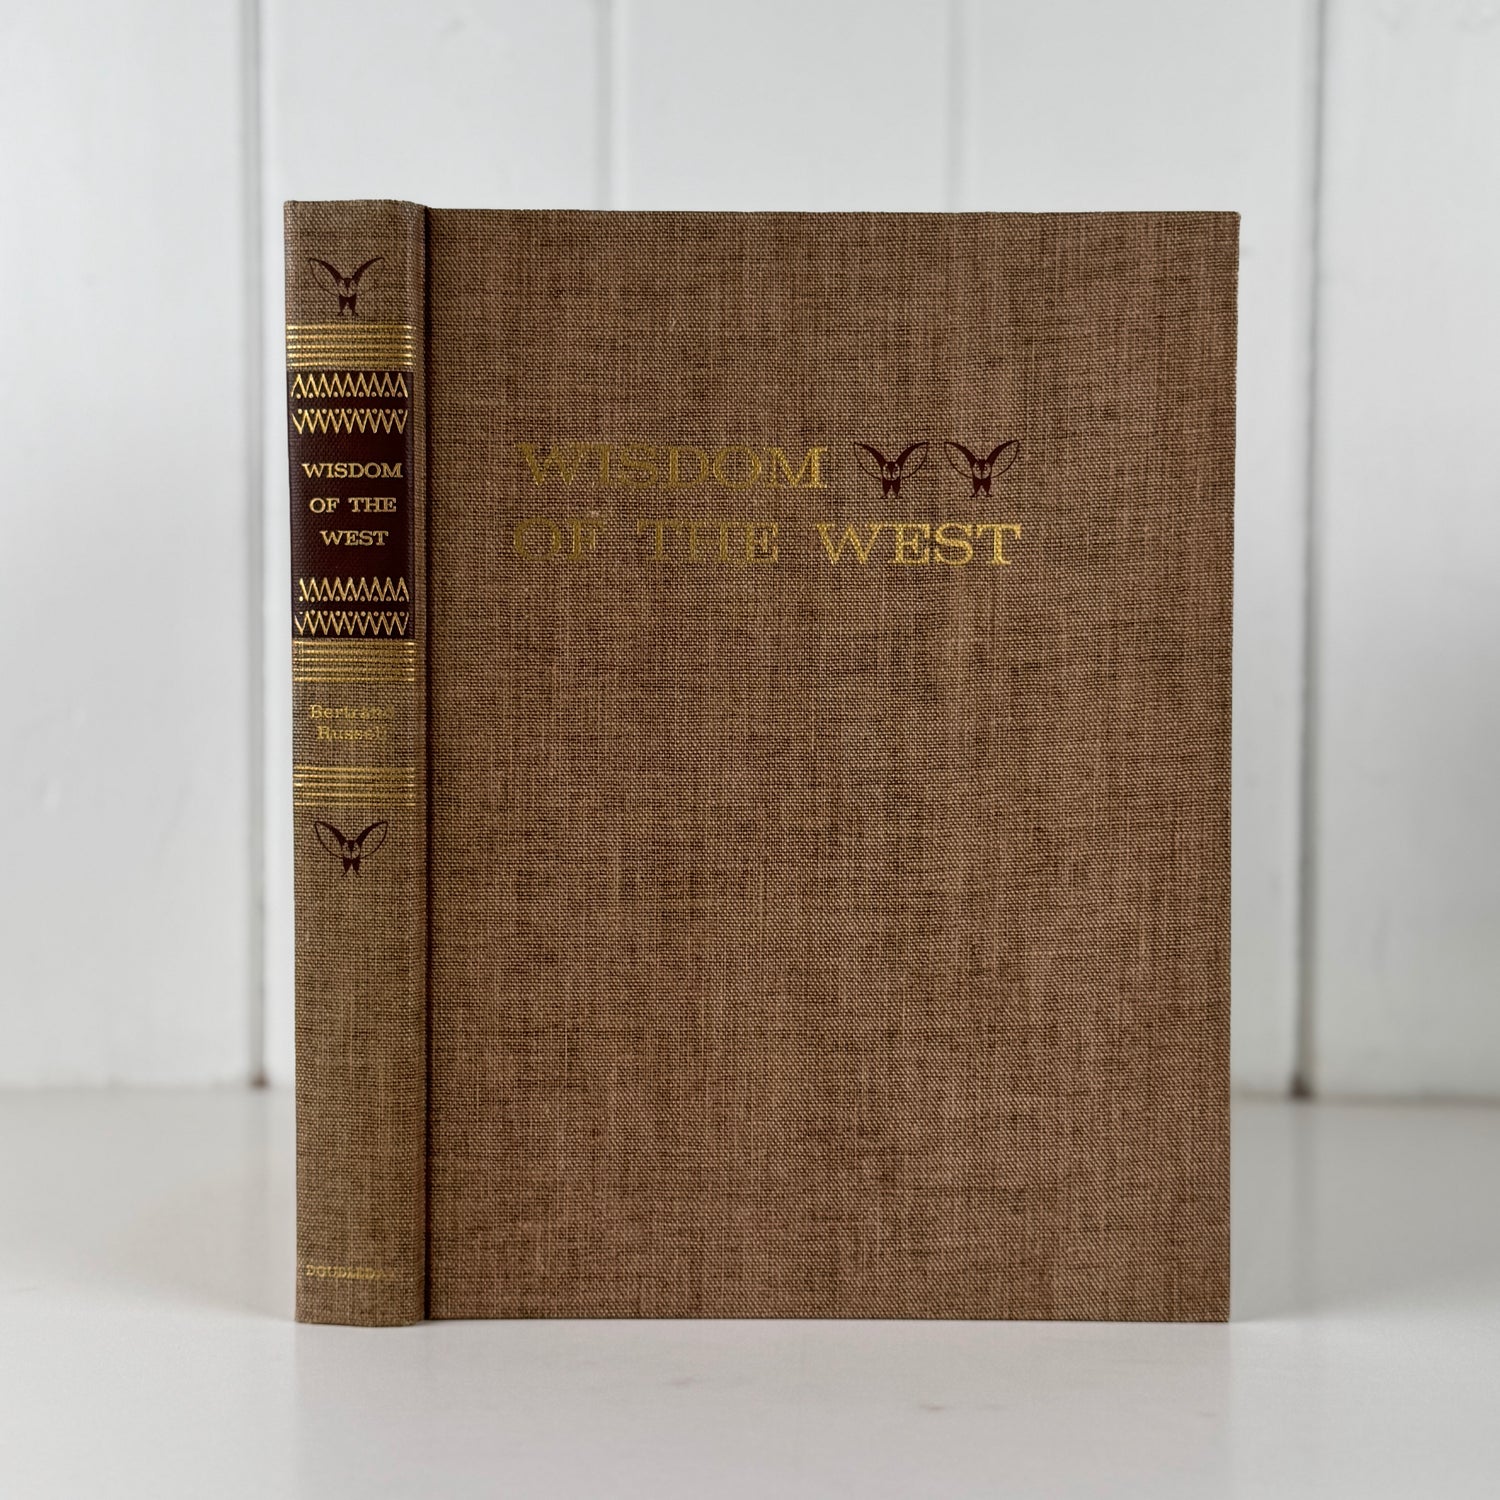 WISDOM
OF THE
WEST
Bertrand
Russell
DOUBLEDAY
WISDOM
OF THE WEST